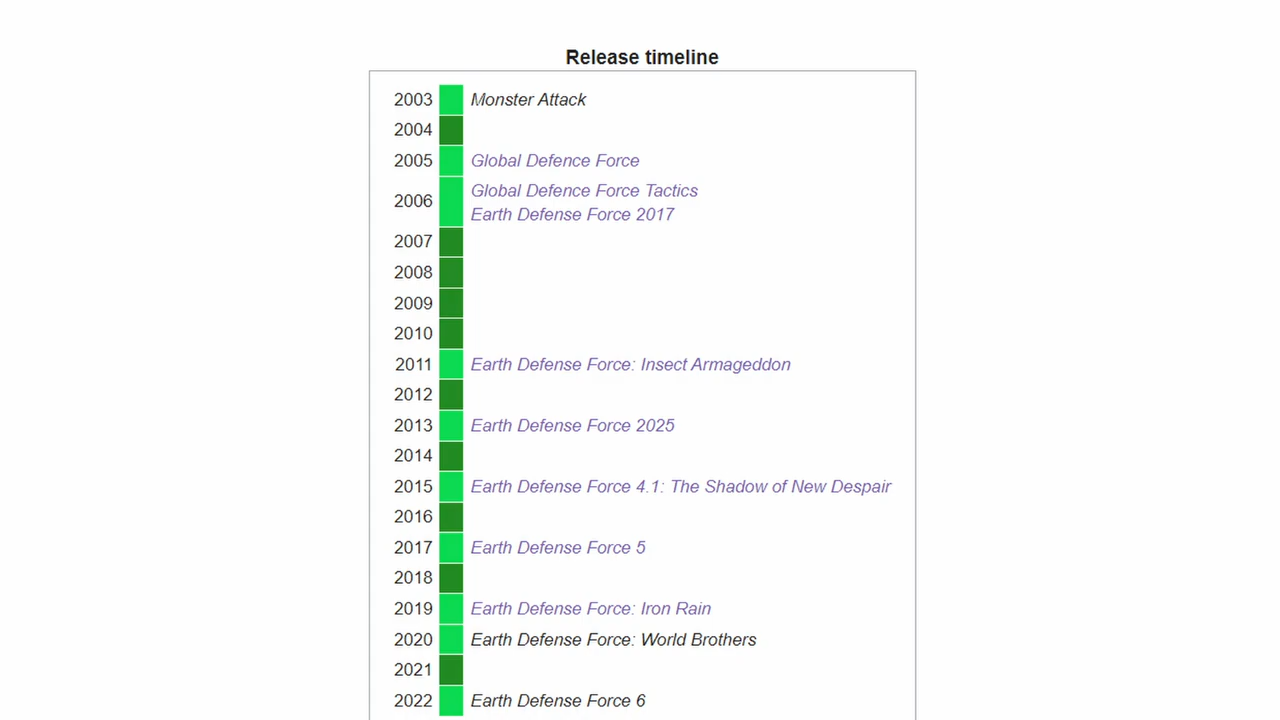 Release timeline
2003 Monster Attack
2004
2005 Global Defence Force
2006 Global Defence Force Tactics
Earth Defense Force 2017
2007
2008
2009
2010
2011 Earth Defense Force: Insect Armageddon
2012
2013 Earth Defense Force 2025
2014
2015 Earth Defense Force 4.1: The Shadow of New Despair
2016
2017 Earth Defense Force 5
2018
2019 Earth Defense Force: Iron Rain
2020 Earth Defense Force: World Brothers
2021
2022 Earth Defense Force 6